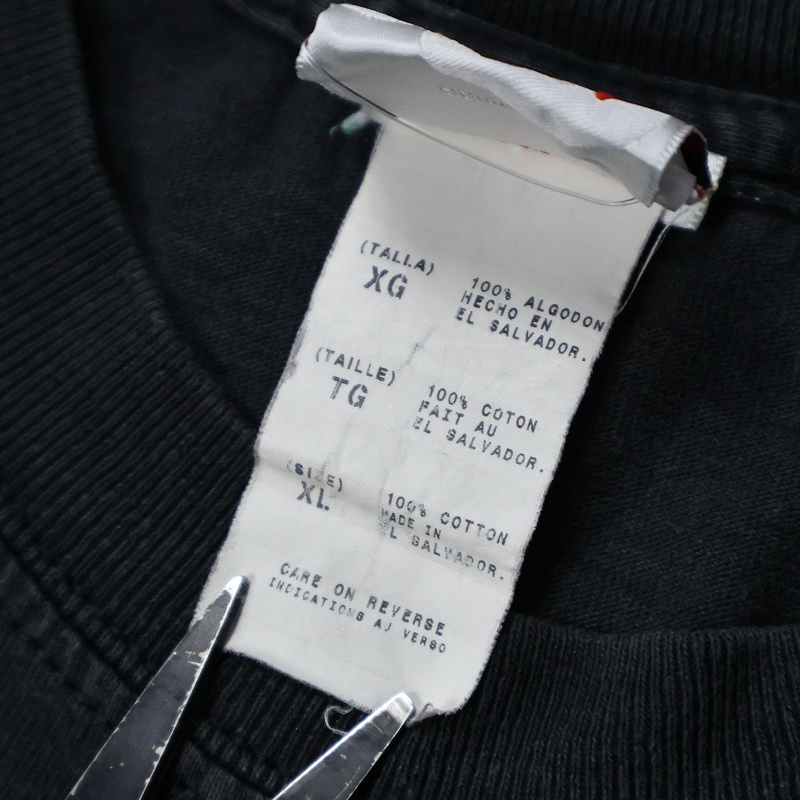 (TALLA)
XG
100% ALGODON
HECHO EN
EL SALVADOR.
(TAILLE)
TG
100% COTON
FAIT AU
EL SALVADOR.
(SIZE)
XL
100% COTTON
MADE IN
EL SALVADOR.
CARE ON REVERSE
INDICATIONS AU VERSO